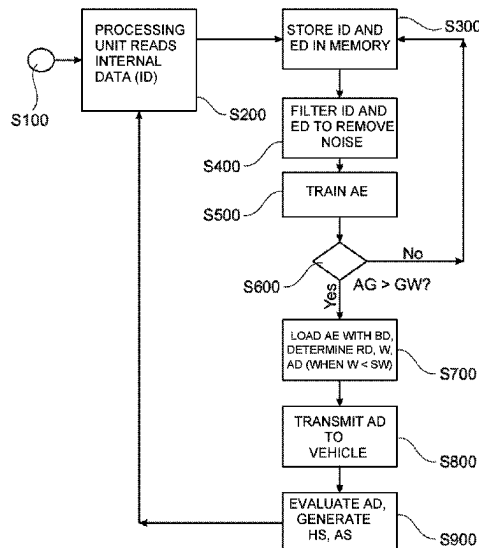 PROCESSING
UNIT READS
INTERNAL
DATA (ID)
S100
S200
STORE ID AND
ED IN MEMORY
S300
FILTER ID AND
ED TO REMOVE
NOISE
S400
S500
TRAIN AE
S600
No
Yes
AG > GW?
LOAD AE WITH BD,
DETERMINE RD, W,
AD (WHEN W < SW)
S700
TRANSMIT AD
TO
VEHICLE
S800
EVALUATE AD,
GENERATE
HS, AS
S900